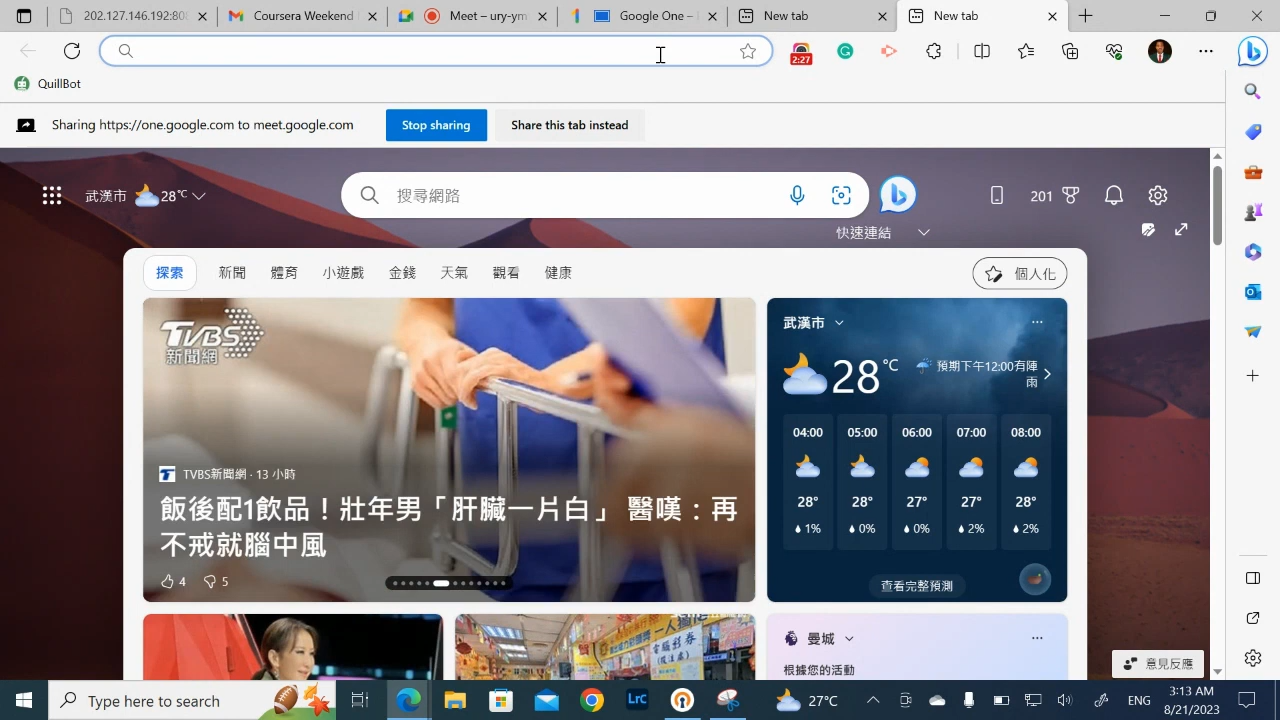 202.127.146.192:80
Coursera Weekend
Meet – ury-ym
Google One –
New tab
New tab
2:27
QuillBot
Sharing https://one.google.com to meet.google.com
Stop sharing
Share this tab instead
武漢市
28℃
搜尋網路
201
快速連結
探索
新聞
體育
小遊戲
金錢
天氣
觀看
健康
個人化
TVBS
新聞網
TVBS新聞網 · 13 小時
飯後配1飲品！壯年男「肝臟一片白」 醫嘆：再
不戒就腦中風
4
5
武漢市
28
°C
預期下午12:00有陣
雨
04:00
05:00
06:00
07:00
08:00
28°
28°
27°
27°
28°
1%
0%
0%
2%
2%
查看完整預測
曼城
根據您的活動
意見反應
Type here to search
LrC
27°C
ENG
3:13 AM
8/21/2023